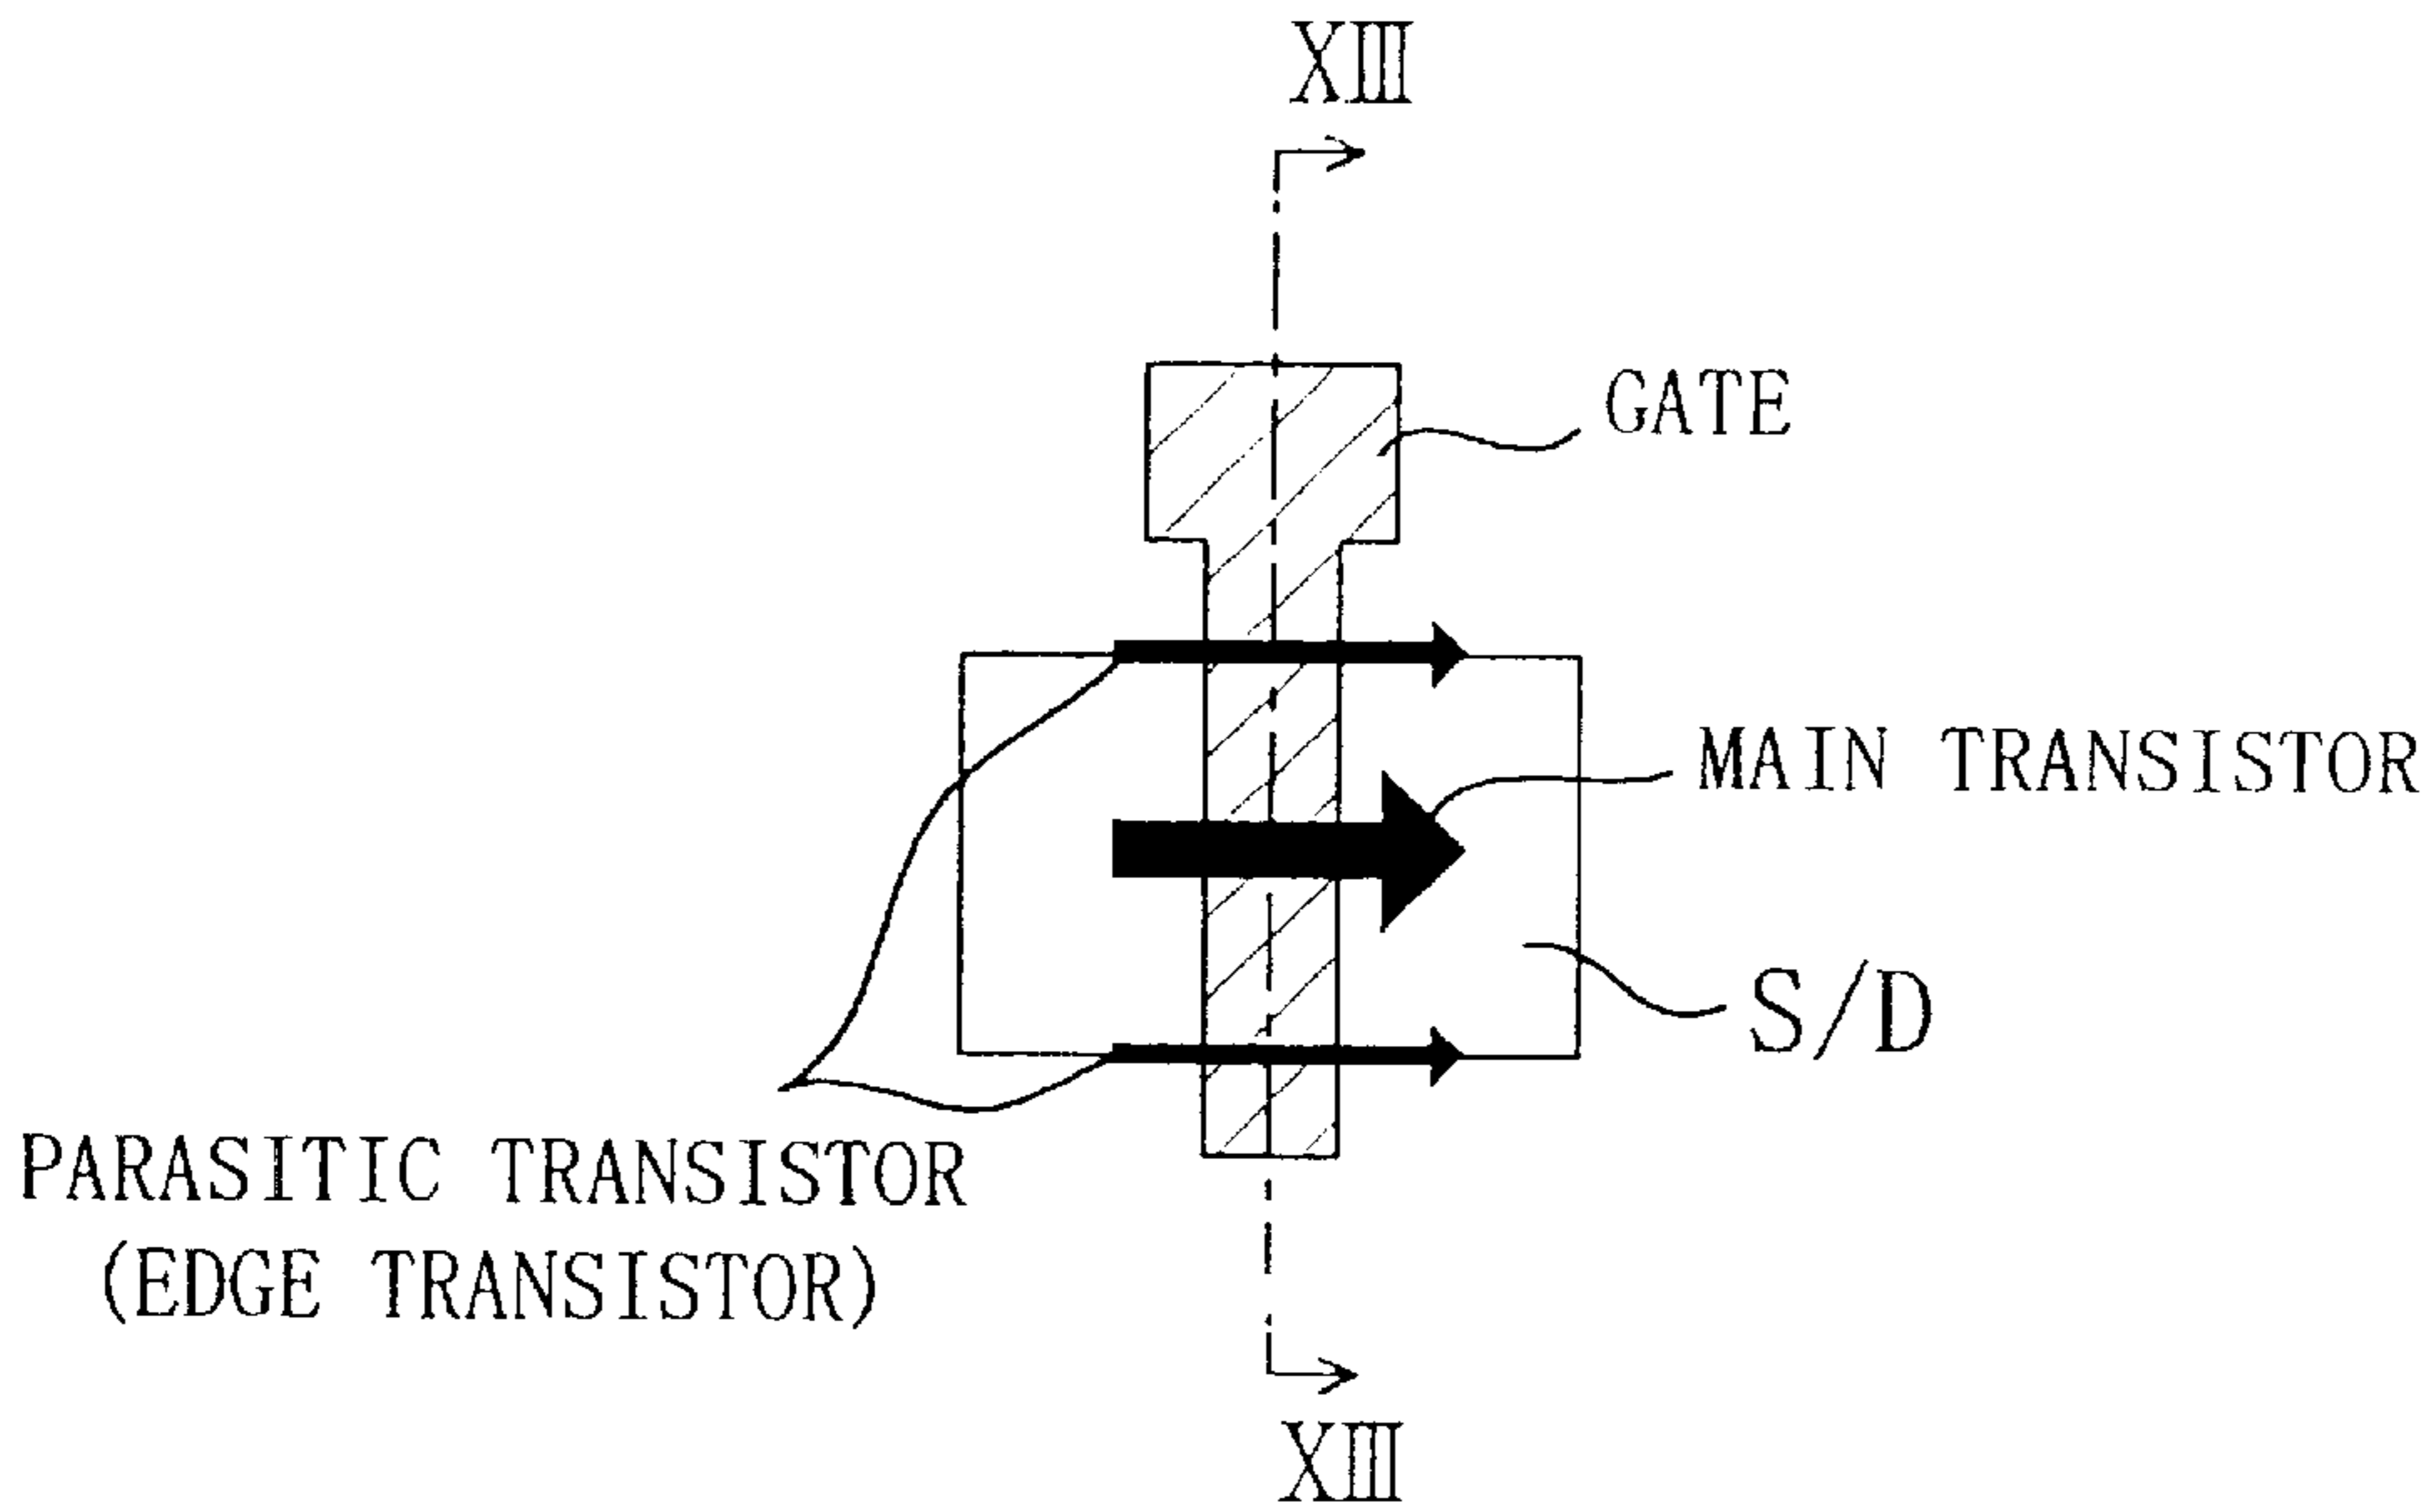 XIII
GATE
MAIN TRANSISTOR
S/D
PARASITIC TRANSISTOR
(EDGE TRANSISTOR)
XIII